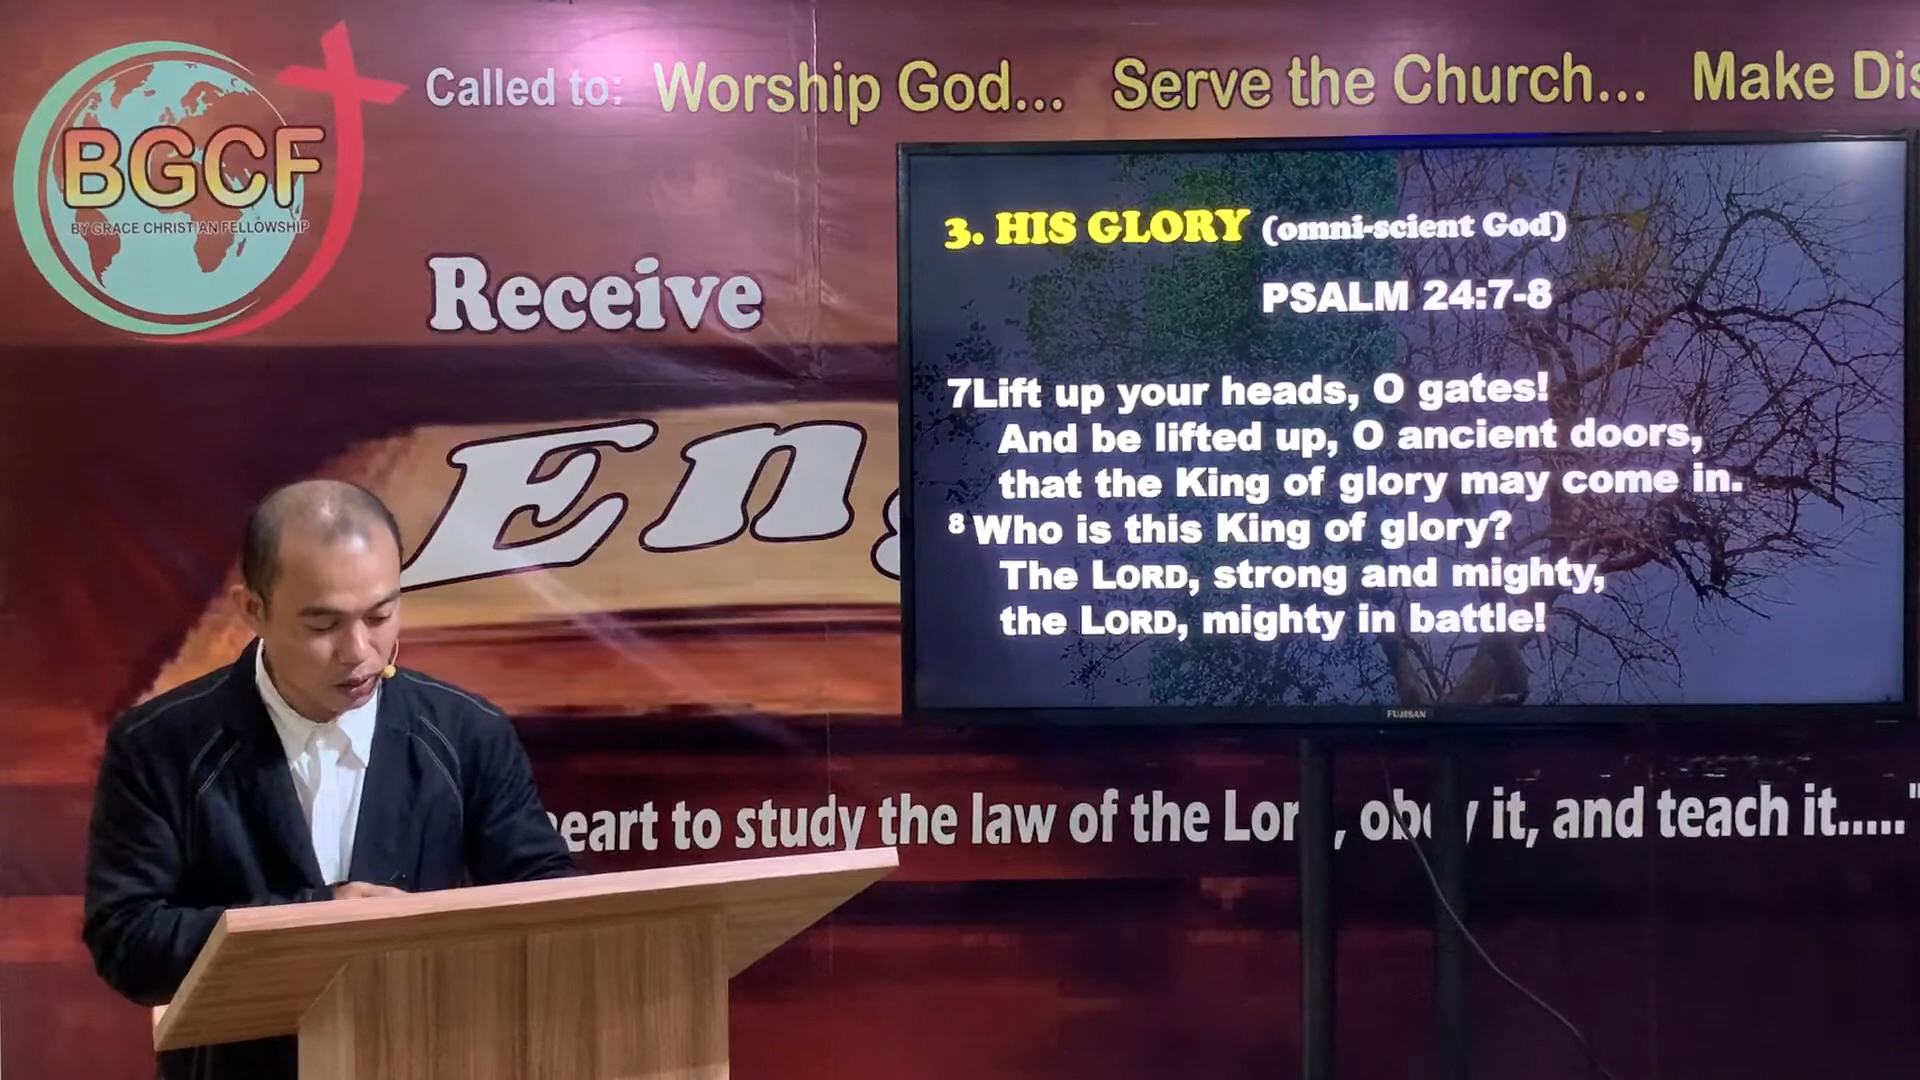 Called to: Worship God... Serve the Church... Make Dis
BGCF
BY GRACE CHRISTIAN FELLOWSHIP
Receive
En
3. HIS GLORY (omni-scient God)
PSALM 24:7-8
7Lift up your heads, O gates!
And be lifted up, O ancient doors,
that the King of glory may come in.
8 Who is this King of glory?
The LORD, strong and mighty,
the LORD, mighty in battle!
FUJISAN
eart to study the law of the Lor , obey it, and teach it....."